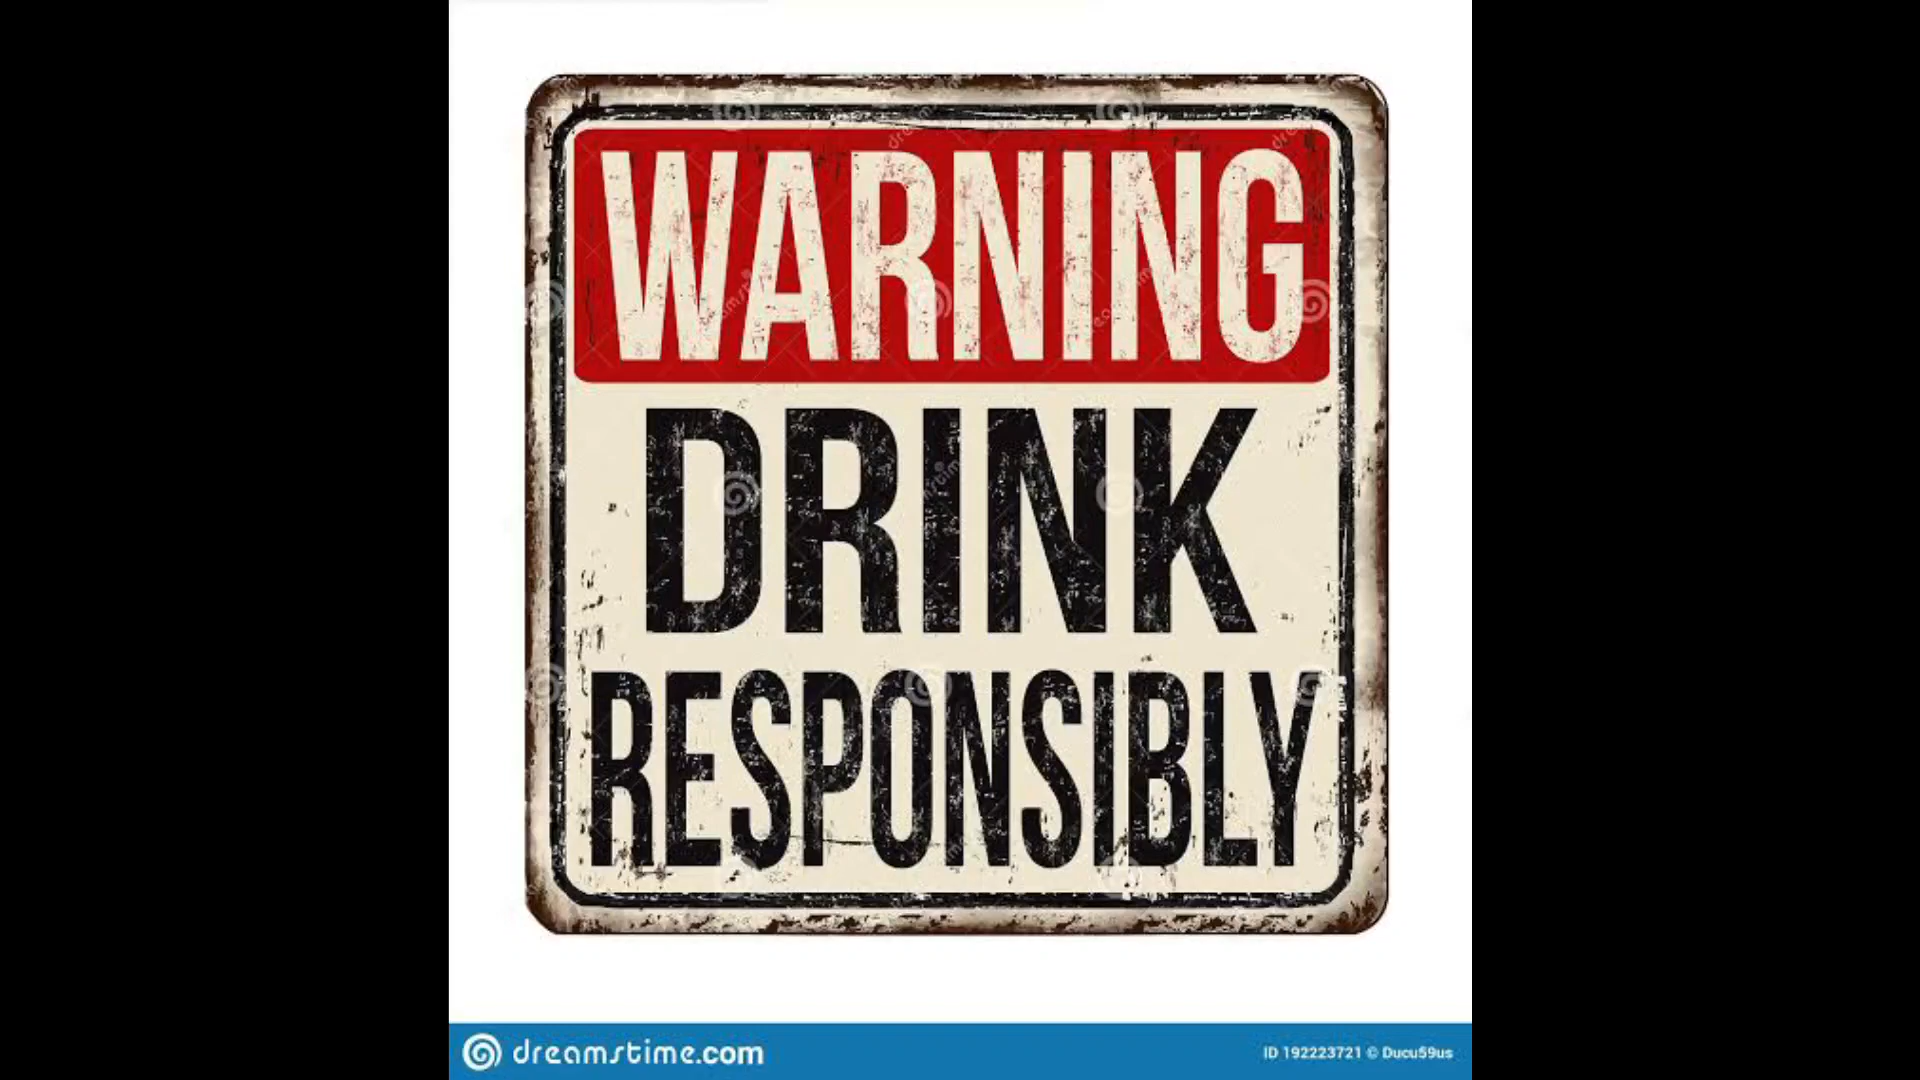 WARNING
DRINK
RESPONSIBLY
dreamstime.com
ID 192223721 © Ducu59us